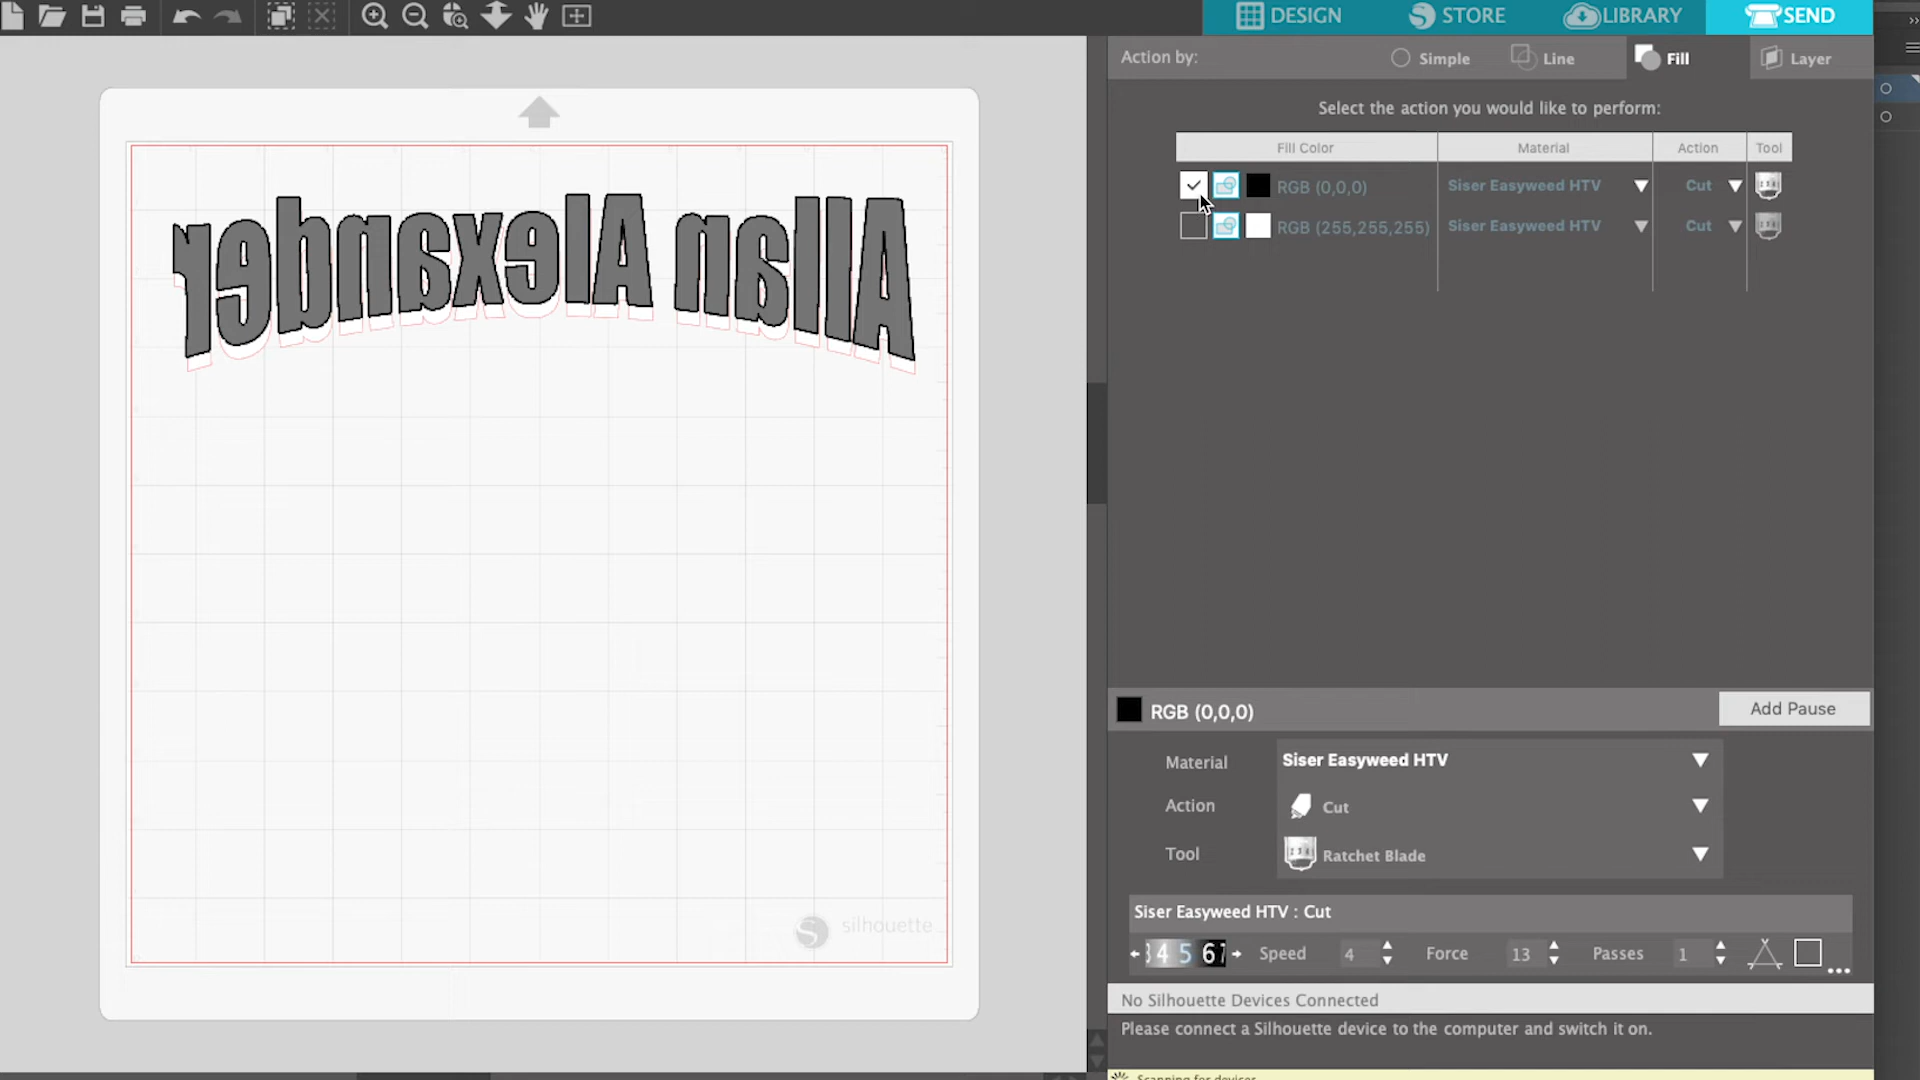 DESIGN
STORE
LIBRARY
SEND
Action by:
Simple
Line
Fill
Layer
Select the action you would like to perform:
Fill Color
Material
Action
Tool
RGB (0,0,0)
Siser Easyweed HTV
Cut
RGB (255,255,255)
Siser Easyweed HTV
Cut
Allan Alexander
silhouette
RGB (0,0,0)
Add Pause
Material
Siser Easyweed HTV
Action
Cut
Tool
Ratchet Blade
Siser Easyweed HTV : Cut
4 5 6
Speed
4
Force
13
Passes
1
No Silhouette Devices Connected
Please connect a Silhouette device to the computer and switch it on.
Scanning for devices